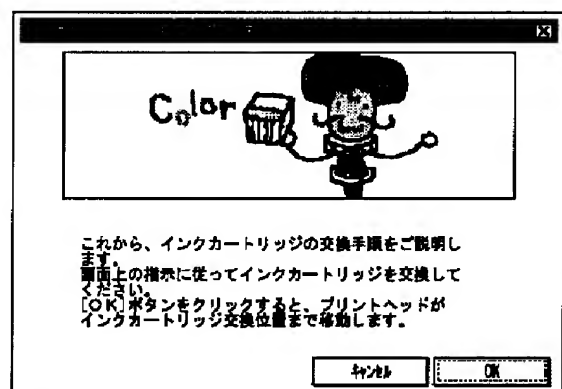 Color
これから、インクカートリッジの交換手順をご説明し
ます。
画面上の指示に従ってインクカートリッジを交換して
ください。
[OK]ボタンをクリックすると、プリントヘッドが
インクカートリッジ交換位置まで移動します。
キャンセル
OK